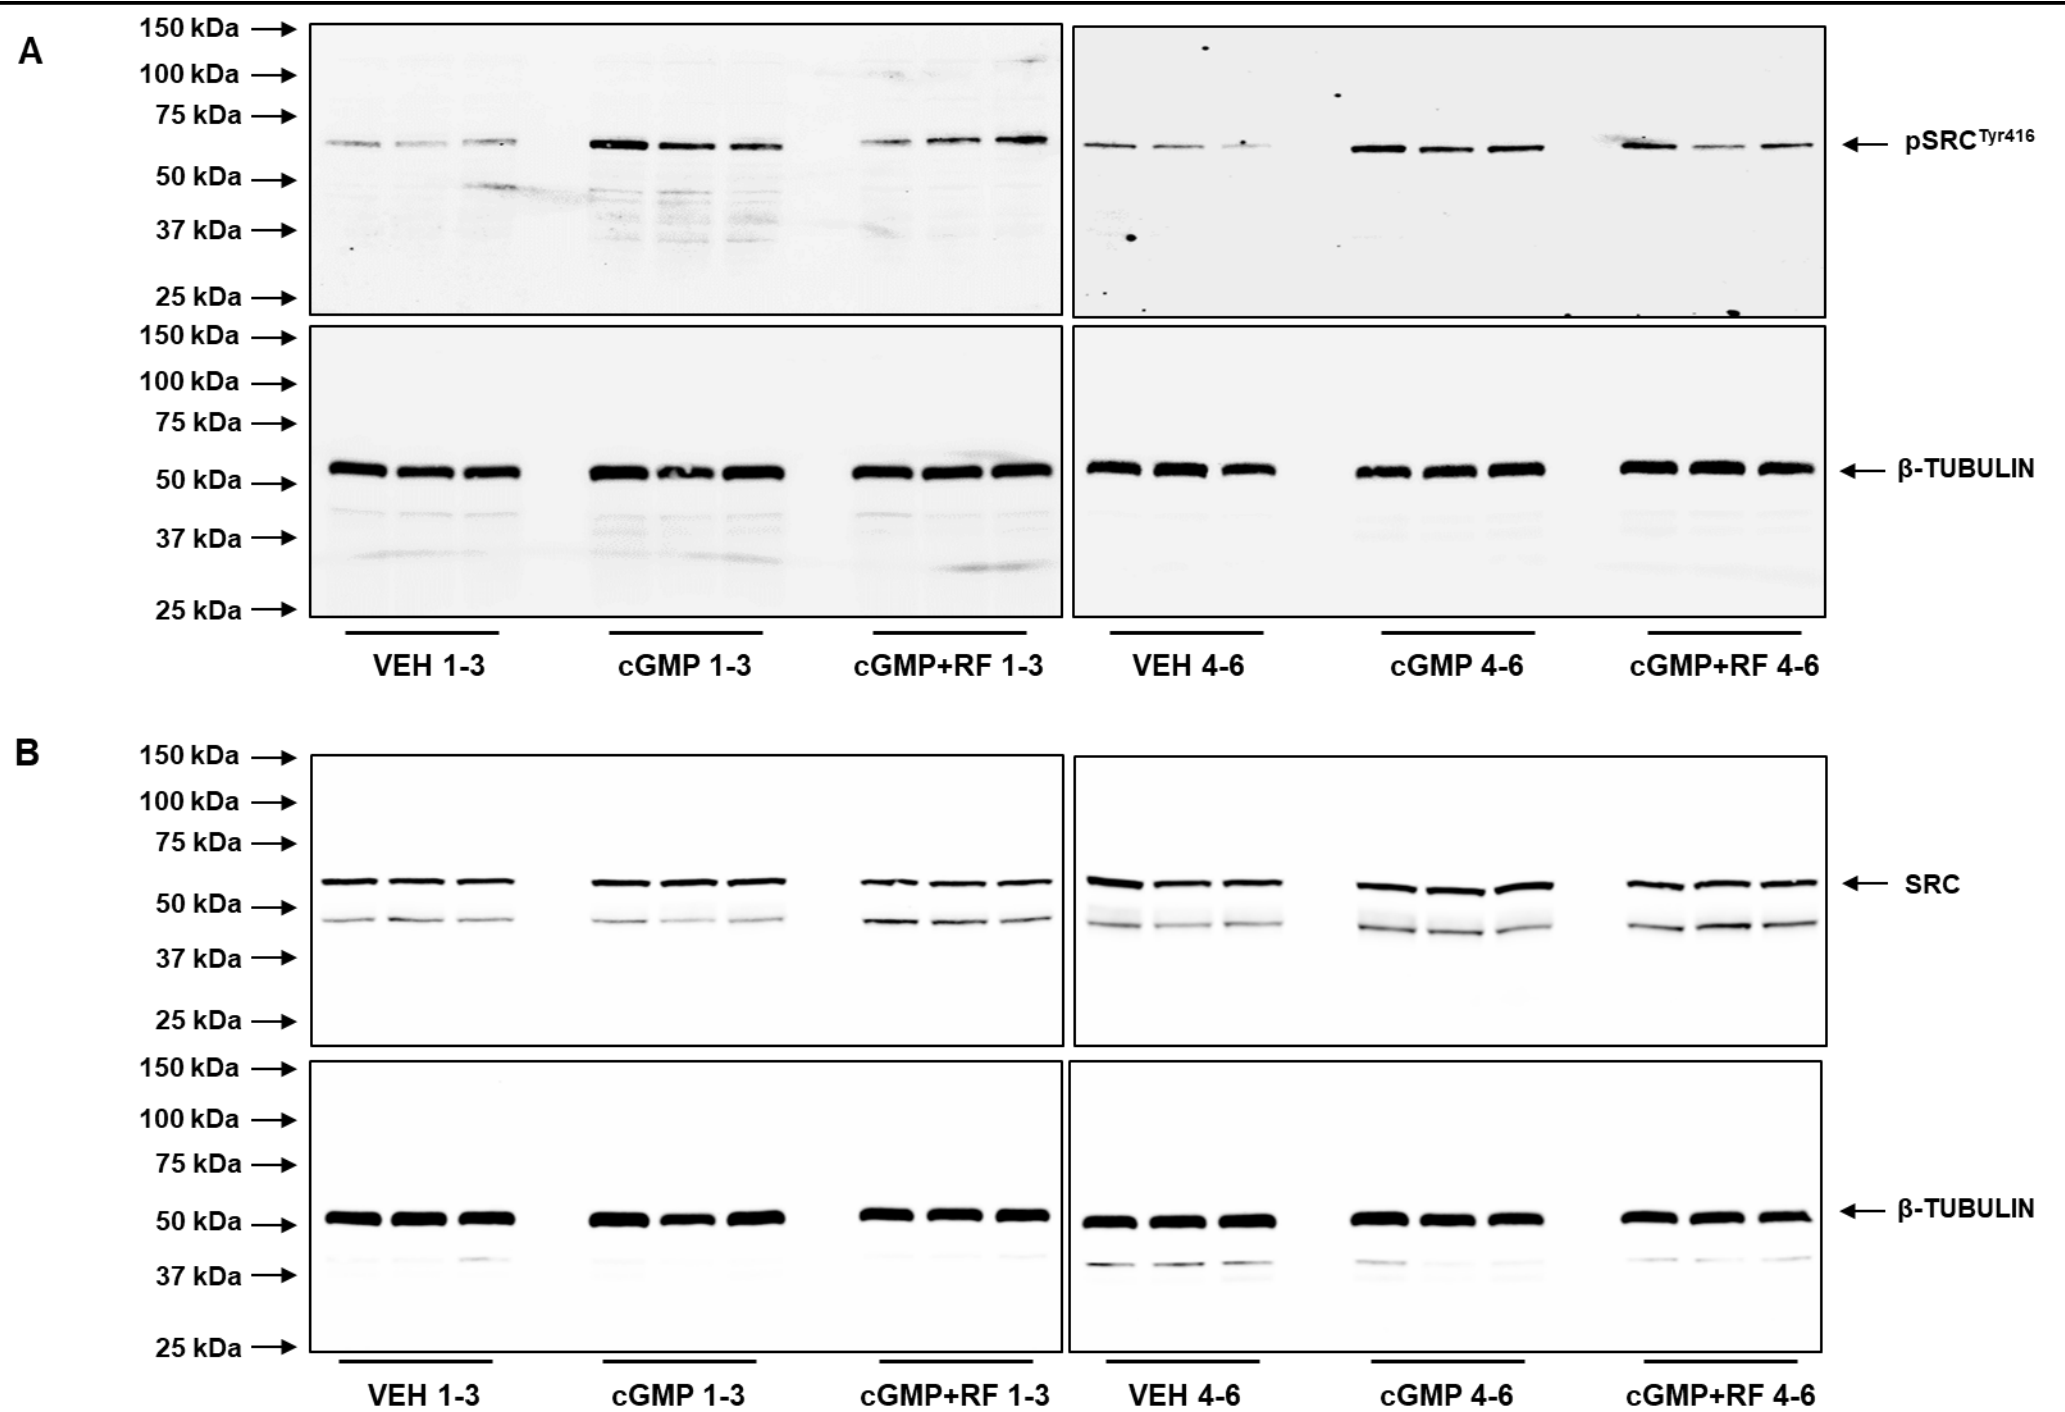 A
150 kDa
100 kDa
75 kDa
50 kDa
37 kDa
25 kDa
pSRCTyr416
150 kDa
100 kDa
75 kDa
50 kDa
37 kDa
25 kDa
β-TUBULIN
VEH 1-3 cGMP 1-3 cGMP+RF 1-3 VEH 4-6 cGMP 4-6 cGMP+RF 4-6
B
150 kDa
100 kDa
75 kDa
50 kDa
37 kDa
25 kDa
SRC
150 kDa
100 kDa
75 kDa
50 kDa
37 kDa
25 kDa
β-TUBULIN
VEH 1-3 cGMP 1-3 cGMP+RF 1-3 VEH 4-6 cGMP 4-6 cGMP+RF 4-6